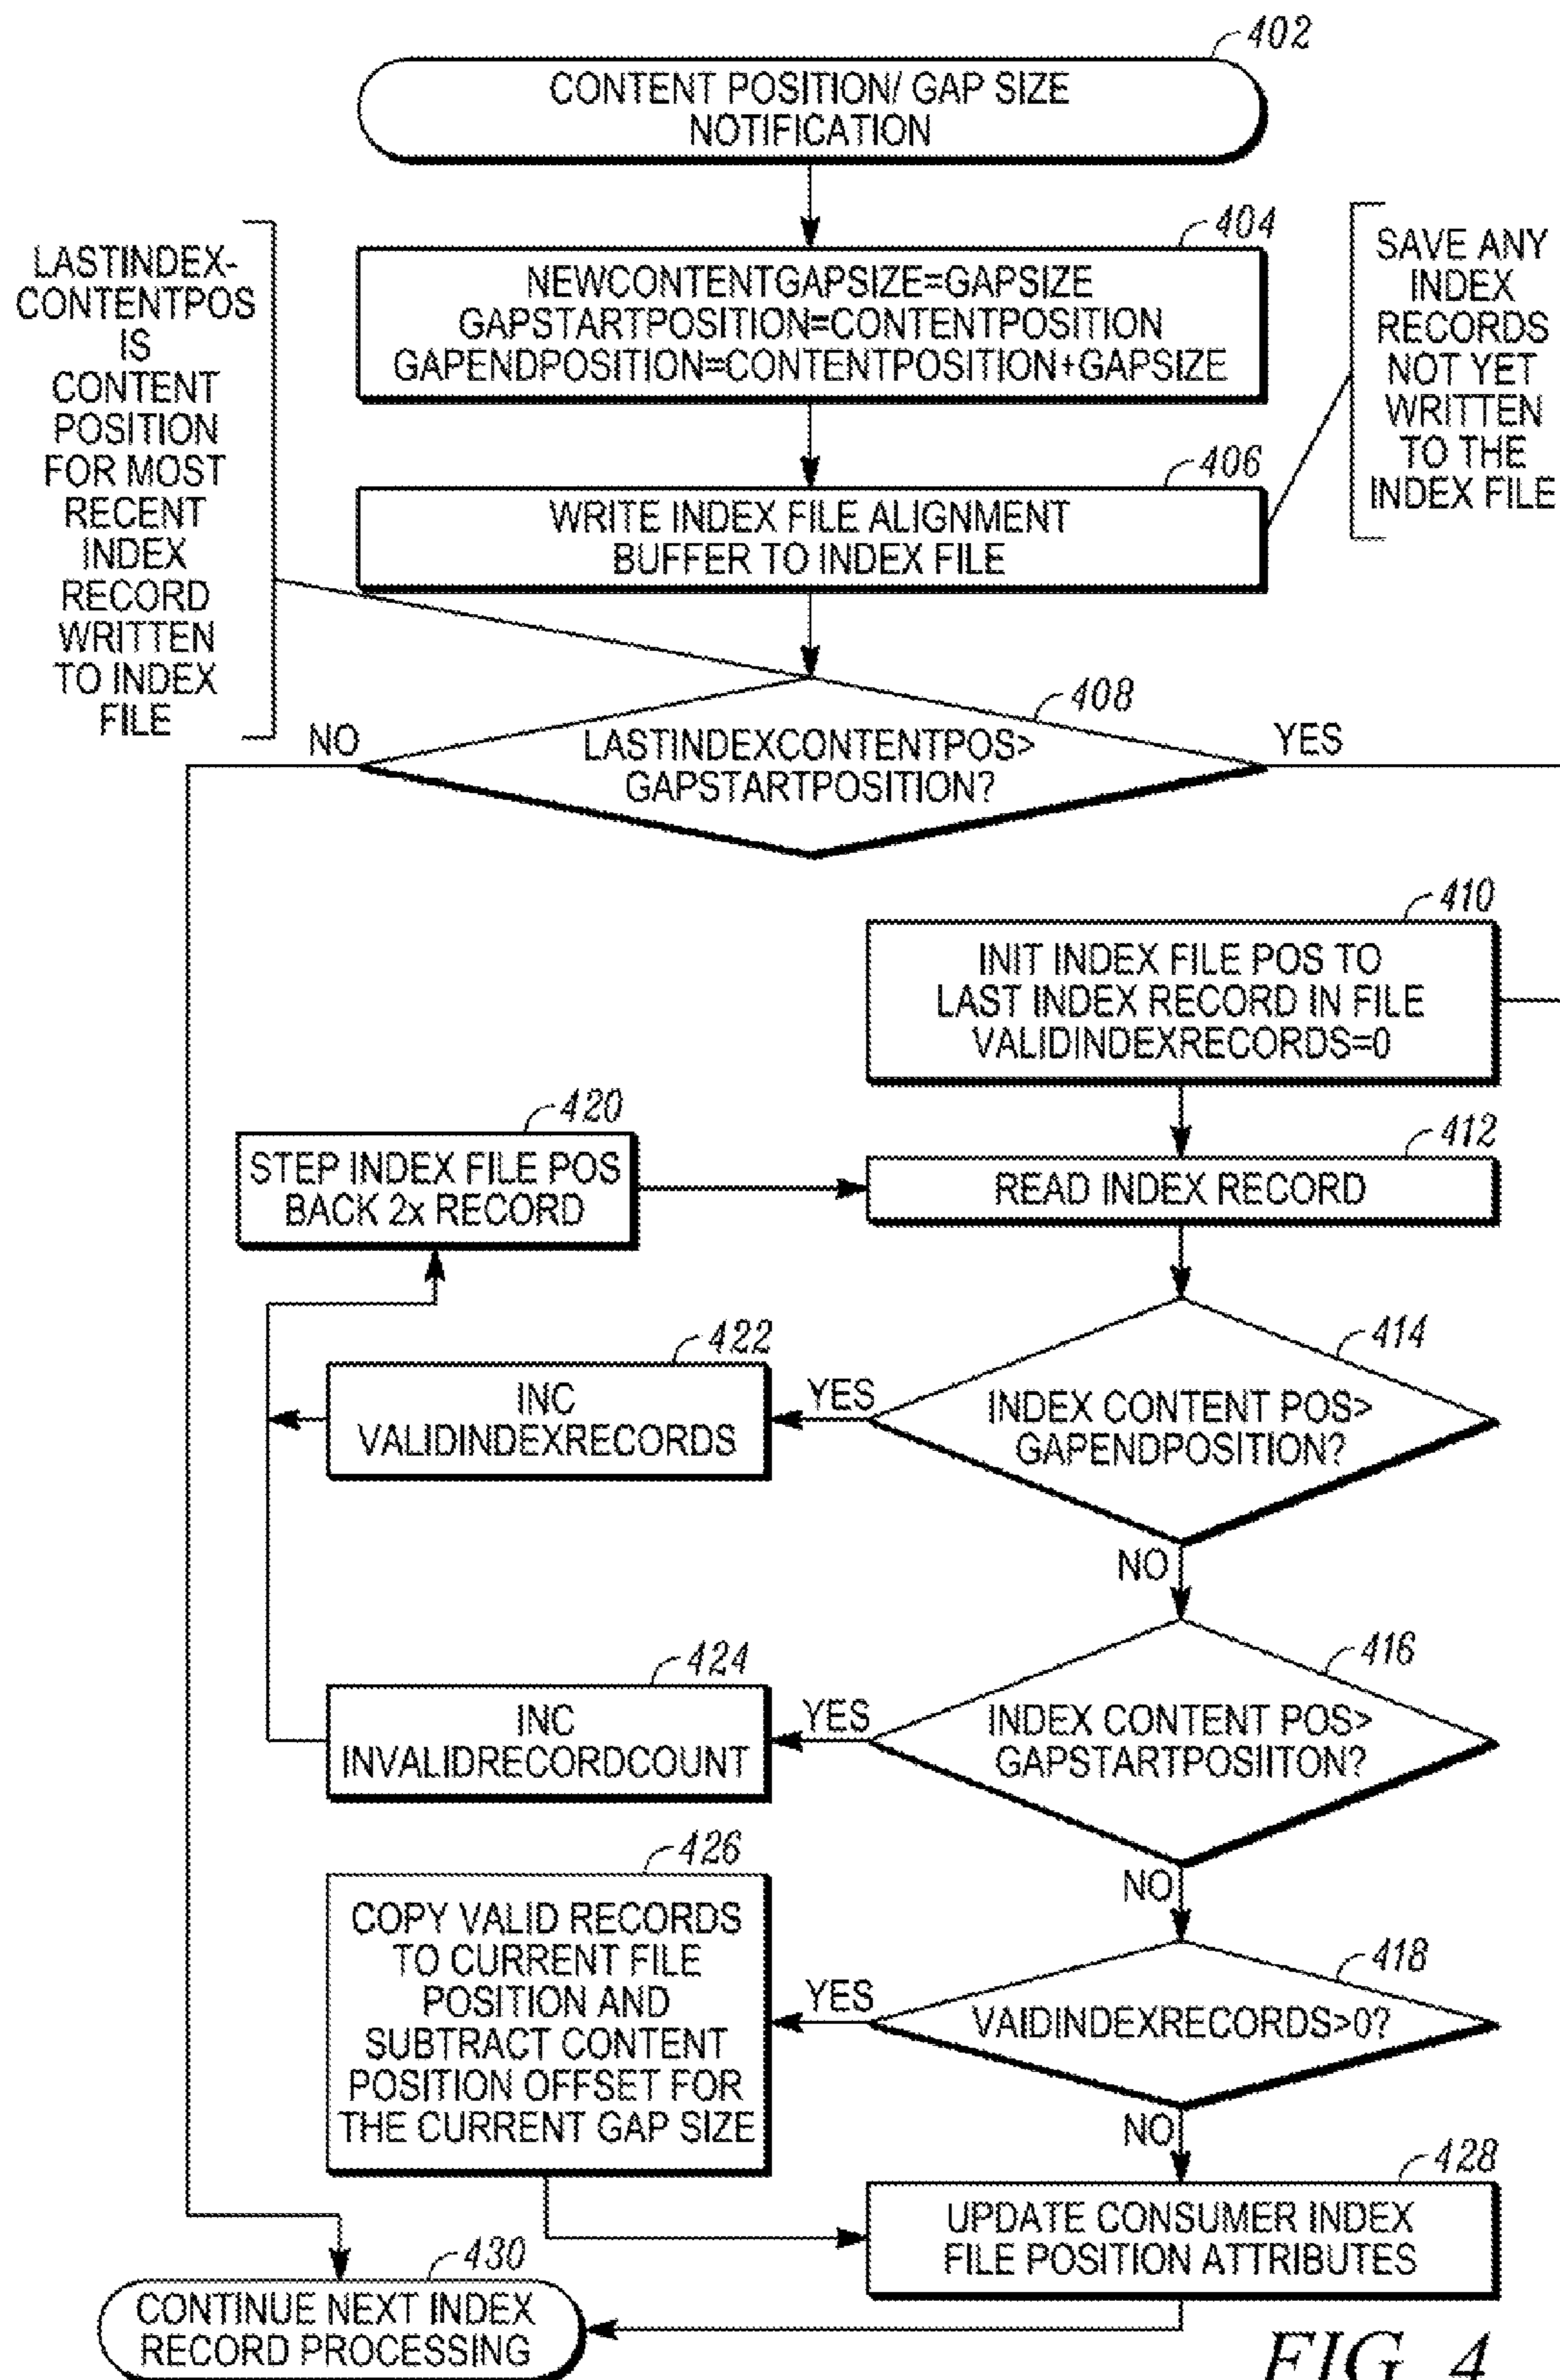 402
CONTENT POSITION/ GAP SIZE
NOTIFICATION
404
NEWCONTENTGAPSIZE=GAPSIZE
GAPSTARTPOSITION=CONTENTPOSITION
GAPENDPOSITION=CONTENTPOSITION+GAPSIZE
SAVE ANY
INDEX
RECORDS
NOT YET
WRITTEN
TO THE
INDEX FILE
LASTINDEX-
CONTENTPOS
IS
CONTENT
POSITION
FOR MOST
RECENT
INDEX
RECORD
WRITTEN
TO INDEX
FILE
406
WRITE INDEX FILE ALIGNMENT
BUFFER TO INDEX FILE
408
NO
LASTINDEXCONTENTPOS>
GAPSTARTPOSITION?
YES
410
INIT INDEX FILE POS TO
LAST INDEX RECORD IN FILE
VALIDINDEXRECORDS=0
420
STEP INDEX FILE POS
BACK 2x RECORD
412
READ INDEX RECORD
422
INC
VALIDINDEXRECORDS
YES
414
INDEX CONTENT POS>
GAPENDPOSITION?
NO
424
INC
INVALIDRECORDCOUNT
YES
416
INDEX CONTENT POS>
GAPSTARTPOSIITON?
NO
426
COPY VALID RECORDS
TO CURRENT FILE
POSITION AND
SUBTRACT CONTENT
POSITION OFFSET FOR
THE CURRENT GAP SIZE
YES
418
VAIDINDEXRECORDS>0?
NO
428
UPDATE CONSUMER INDEX
FILE POSITION ATTRIBUTES
430
CONTINUE NEXT INDEX
RECORD PROCESSING
FIG. 4